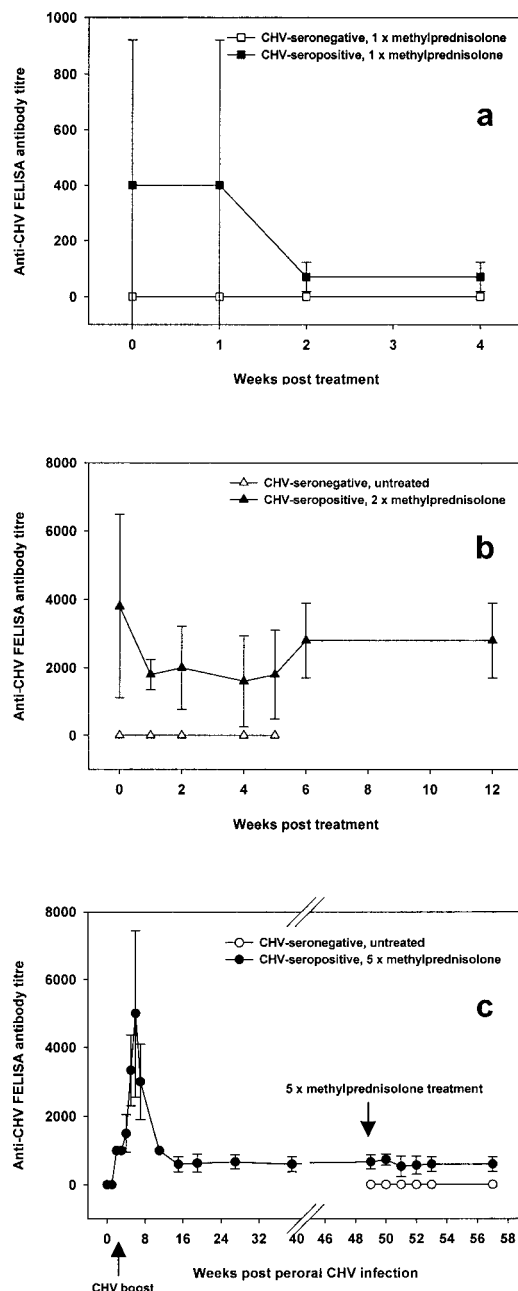 CHV-seronegative, 1 x methylprednisolone
CHV-seropositive, 1 x methylprednisolone
a
Anti-CHV FELISA antibody titre
1000
800
600
400
200
0
0 1 2 3 4
Weeks post treatment
CHV-seronegative, untreated
CHV-seropositive, 2 x methylprednisolone
b
Anti-CHV FELISA antibody titre
8000
6000
4000
2000
0
0 2 4 6 8 10 12
Weeks post treatment
CHV-seronegative, untreated
CHV-seropositive, 5 x methylprednisolone
c
5 x methylprednisolone treatment
Anti-CHV FELISA antibody titre
8000
6000
4000
2000
0
0 8 16 24 32 40 48 50 52 54 56 58
Weeks post peroral CHV infection
CHV boost